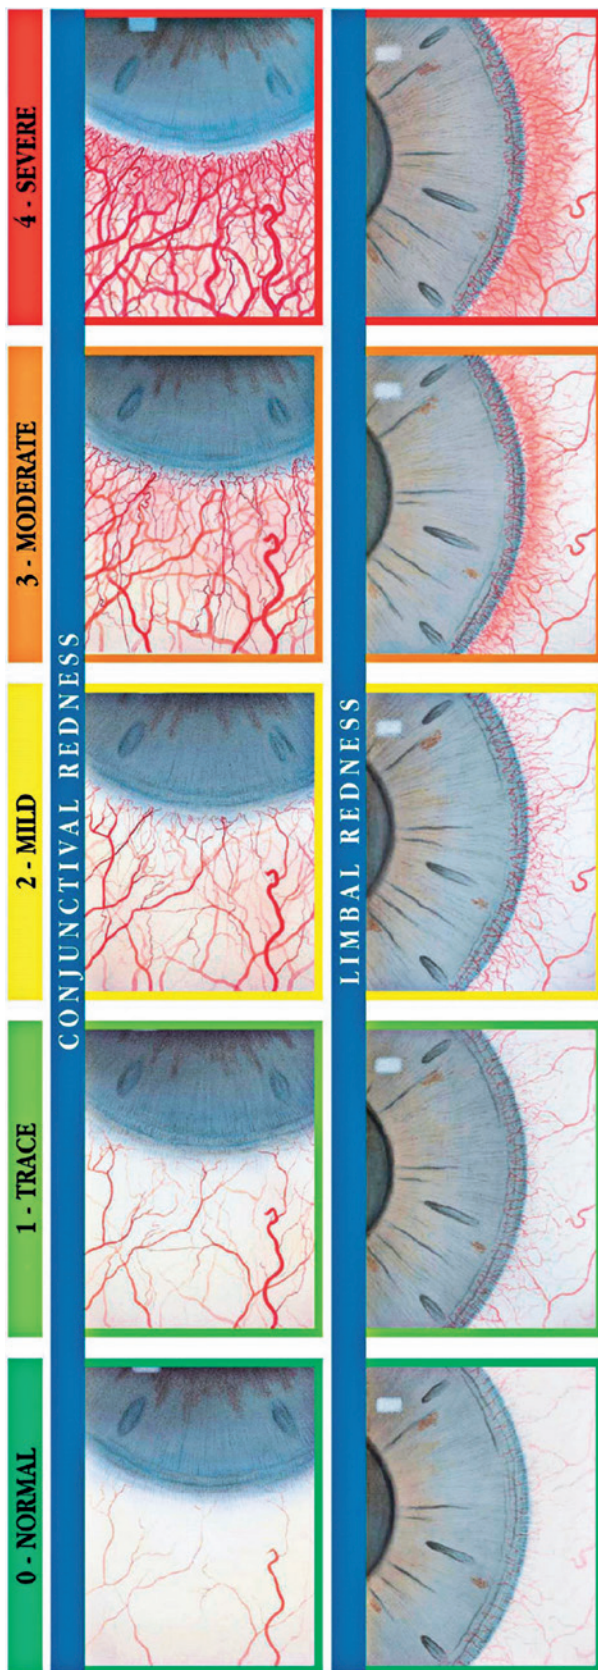 0 - NORMAL
1 - TRACE
2 - MILD
3 - MODERATE
4 - SEVERE
CONJUNCTIVAL REDNESS
LIMBAL REDNESS